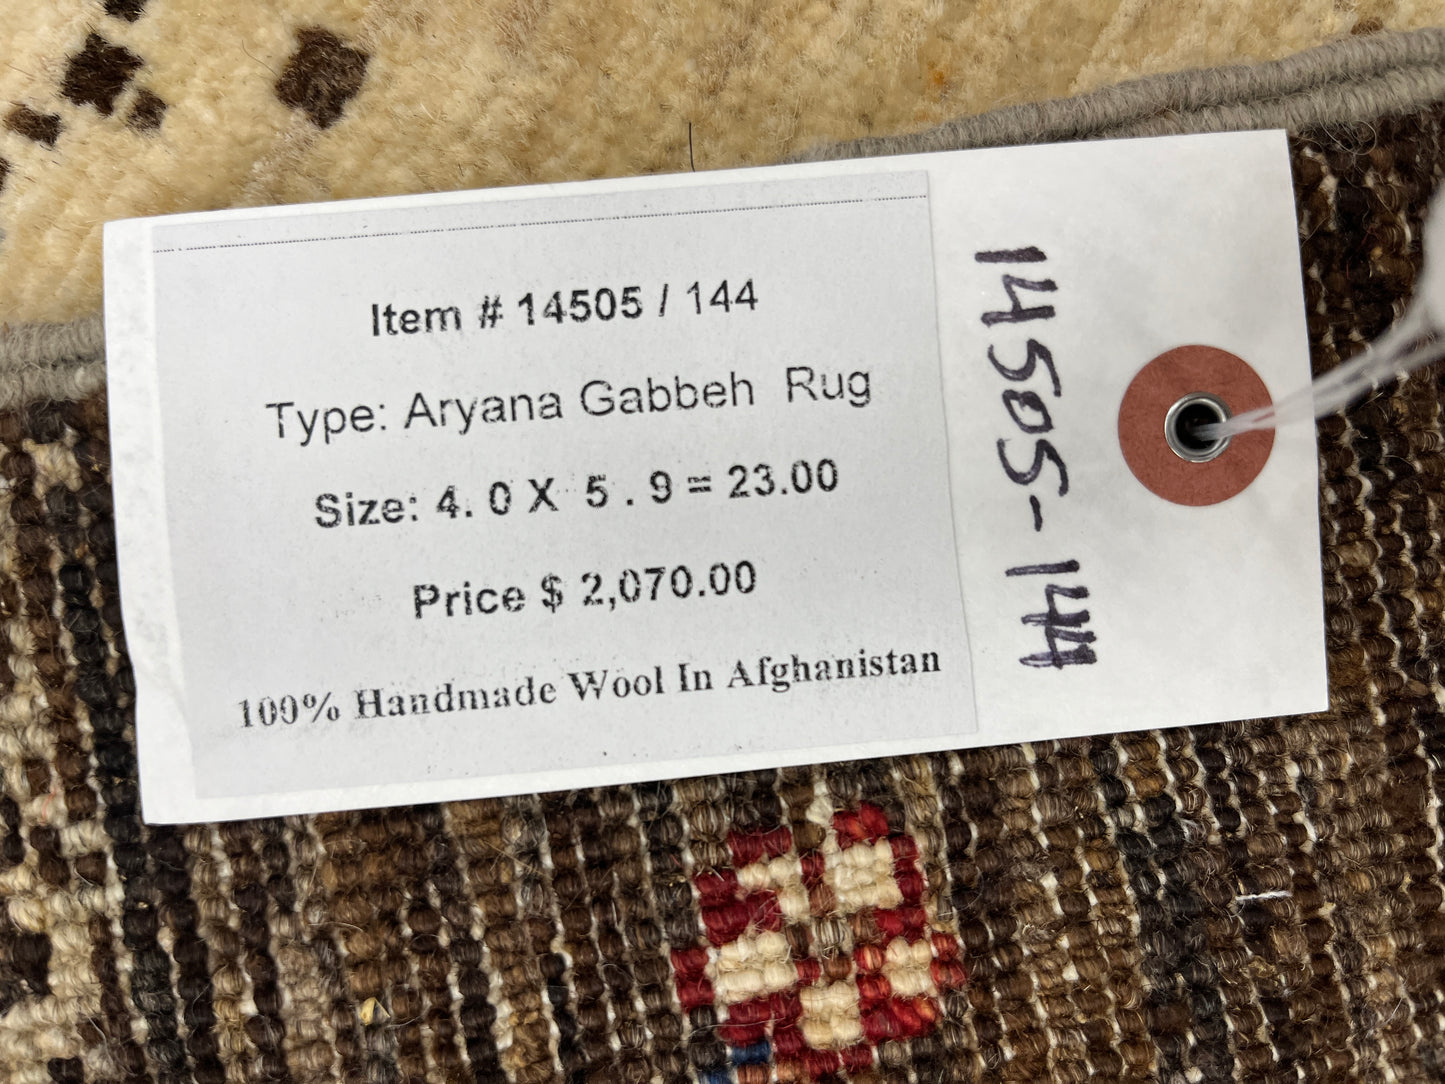 Item # 14505 / 144
Type: Aryana Gabbeh Rug
Size: 4. 0 X 5 . 9 = 23.00
Price $ 2,070.00
100% Handmade Wool In Afghanistan
14505-144